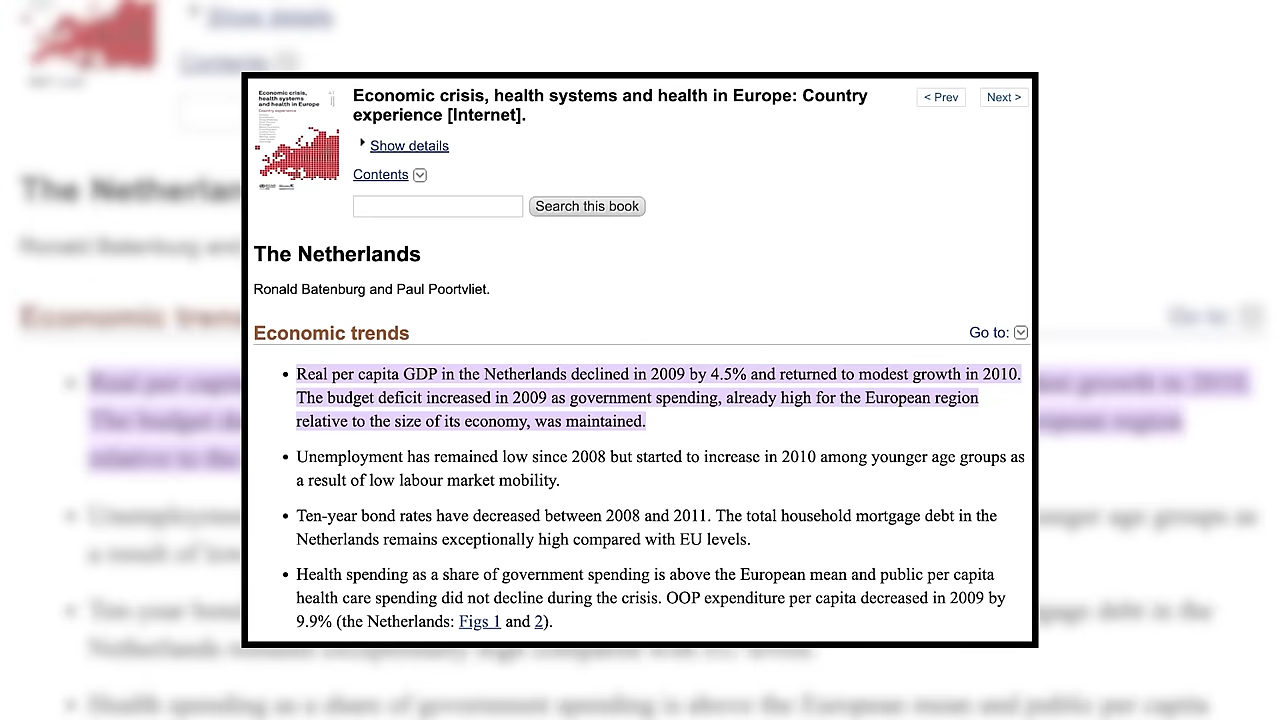 Economic crisis,
health systems
and health in Europe
Economic crisis, health systems and health in Europe: Country
experience [Internet].
< Prev
Next >
Show details
Contents
Search this book
The Netherlands
Ronald Batenburg and Paul Poortvliet.
Economic trends
Go to:
• Real per capita GDP in the Netherlands declined in 2009 by 4.5% and returned to modest growth in 2010.
The budget deficit increased in 2009 as government spending, already high for the European region
relative to the size of its economy, was maintained.
• Unemployment has remained low since 2008 but started to increase in 2010 among younger age groups as
a result of low labour market mobility.
• Ten-year bond rates have decreased between 2008 and 2011. The total household mortgage debt in the
Netherlands remains exceptionally high compared with EU levels.
• Health spending as a share of government spending is above the European mean and public per capita
health care spending did not decline during the crisis. OOP expenditure per capita decreased in 2009 by
9.9% (the Netherlands: Figs 1 and 2).